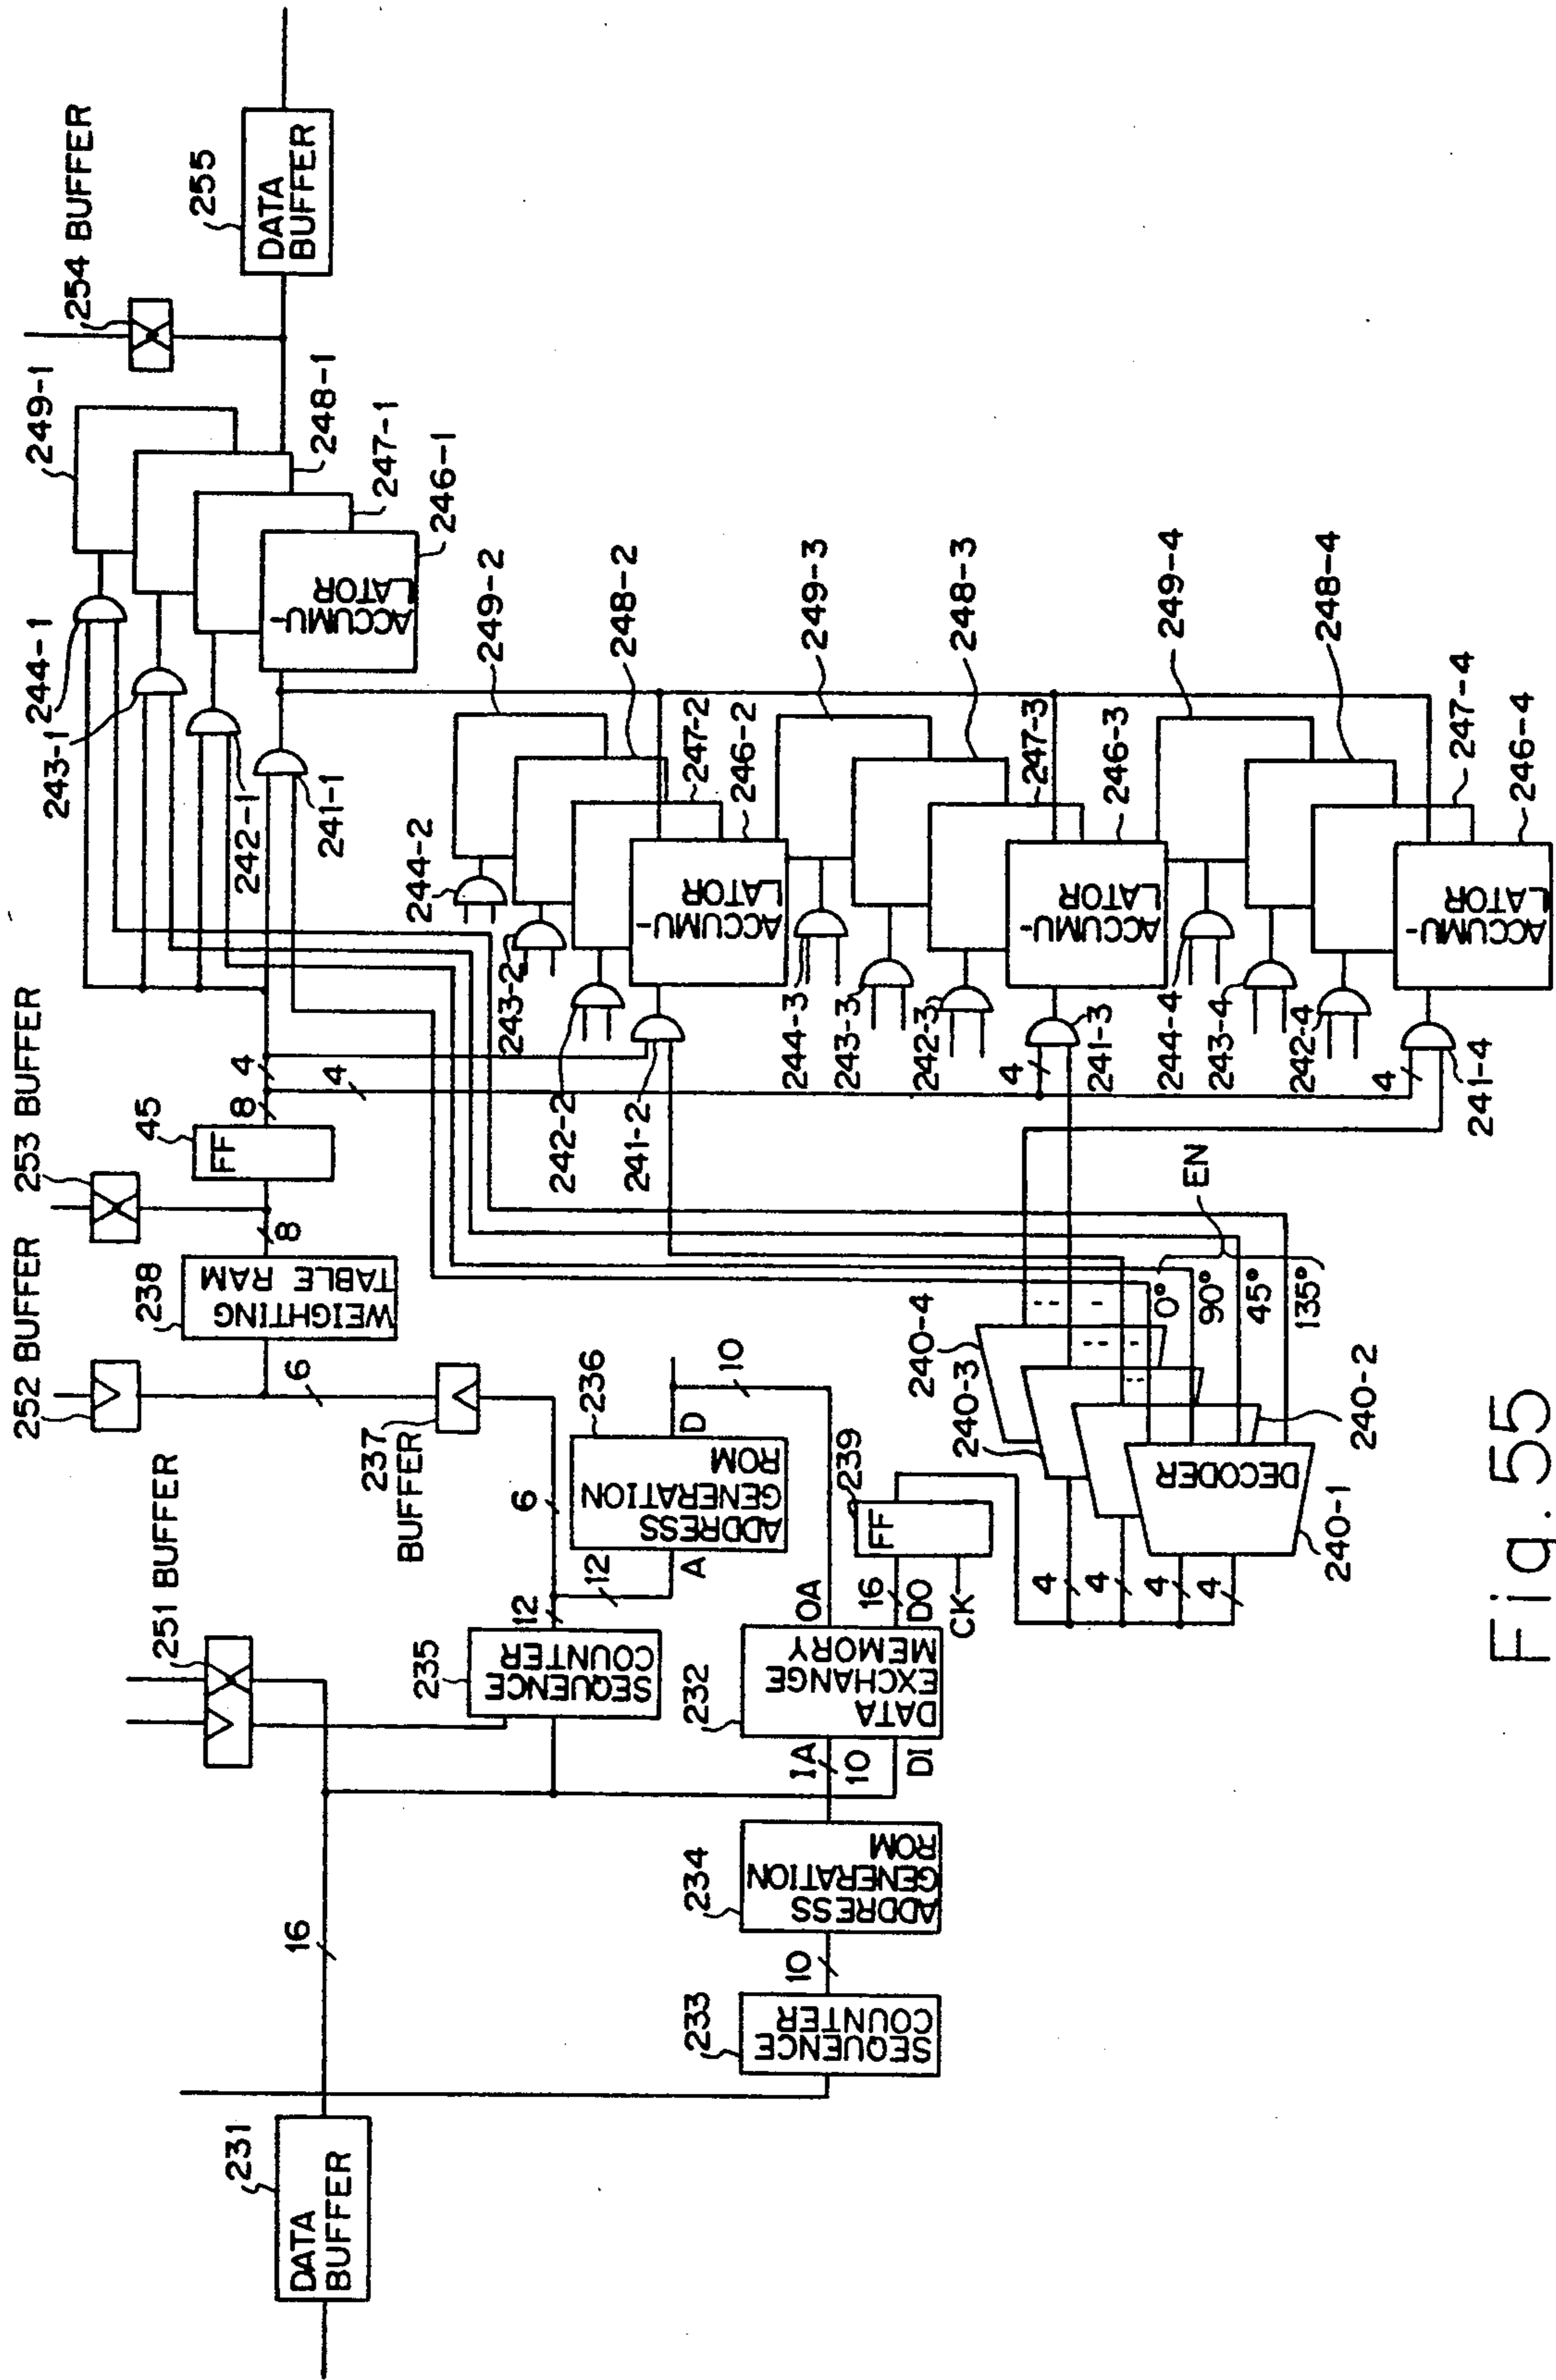 231
DATA
BUFFER
16
251 BUFFER
252 BUFFER
253 BUFFER
254 BUFFER
255
DATA
BUFFER
233
SEQUENCE
COUNTER
10
234
ADDRESS
GENERATION
ROM
IA
10
DI
232
DATA
EXCHANGE
MEMORY
OA
16
DO
235
SEQUENCE
COUNTER
12
12
A
236
ADDRESS
GENERATION
ROM
D
10
6
237
BUFFER
6
238
WEIGHTING
TABLE RAM
8
45
FF
8
4
4
239
FF
CK
4
4
4
4
240-1
DECODER
240-2
240-3
240-4
0°
90°
45°
135°
EN
244-1
243-1
242-1
241-1
249-1
248-1
247-1
246-1
ACCUMU-
LATOR
244-2
243-2
242-2
241-2
249-2
248-2
247-2
246-2
ACCUMU-
LATOR
244-3
243-3
242-3
4
241-3
249-3
248-3
247-3
246-3
ACCUMU-
LATOR
244-4
243-4
242-4
4
241-4
249-4
248-4
247-4
246-4
ACCUMU-
LATOR
Fig. 55